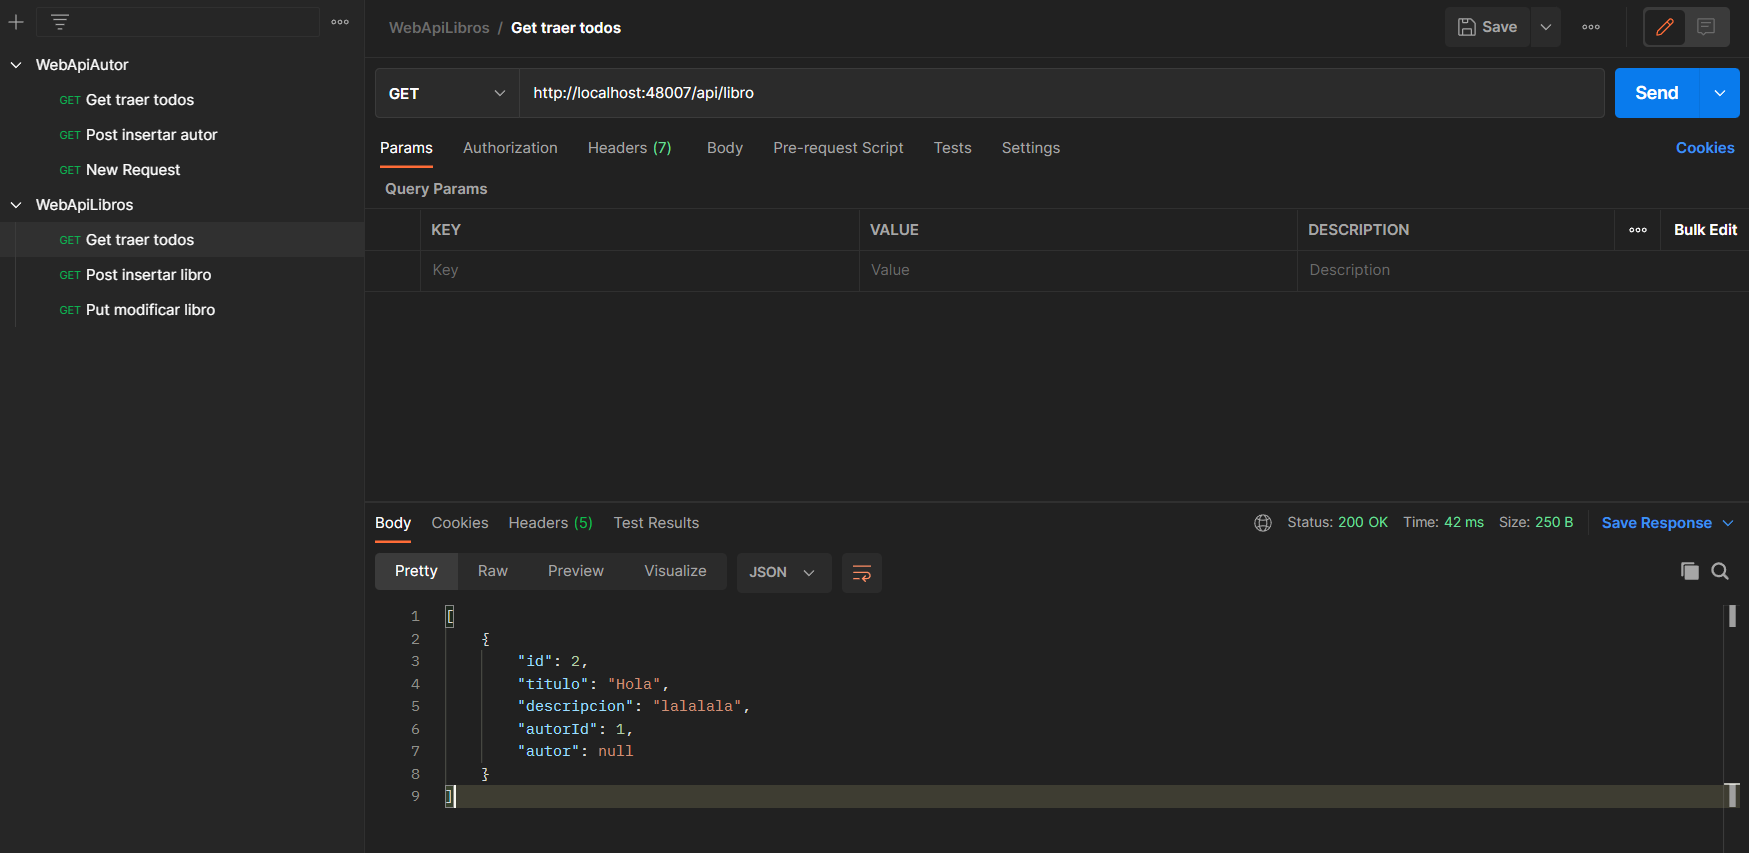 WebApiAutor
GET Get traer todos
GET Post insertar autor
GET New Request
WebApiLibros
GET Get traer todos
GET Post insertar libro
GET Put modificar libro
WebApiLibros / Get traer todos
Save
GET
http://localhost:48007/api/libro
Send
Params Authorization Headers (7) Body Pre-request Script Tests Settings Cookies
Query Params
KEY VALUE DESCRIPTION Bulk Edit
Key Value Description
Body Cookies Headers (5) Test Results Status: 200 OK Time: 42 ms Size: 250 B Save Response
Pretty Raw Preview Visualize JSON
1 [
2 {
3 "id": 2,
4 "titulo": "Hola",
5 "descripcion": "lalalala",
6 "autorId": 1,
7 "autor": null
8 }
9 ]